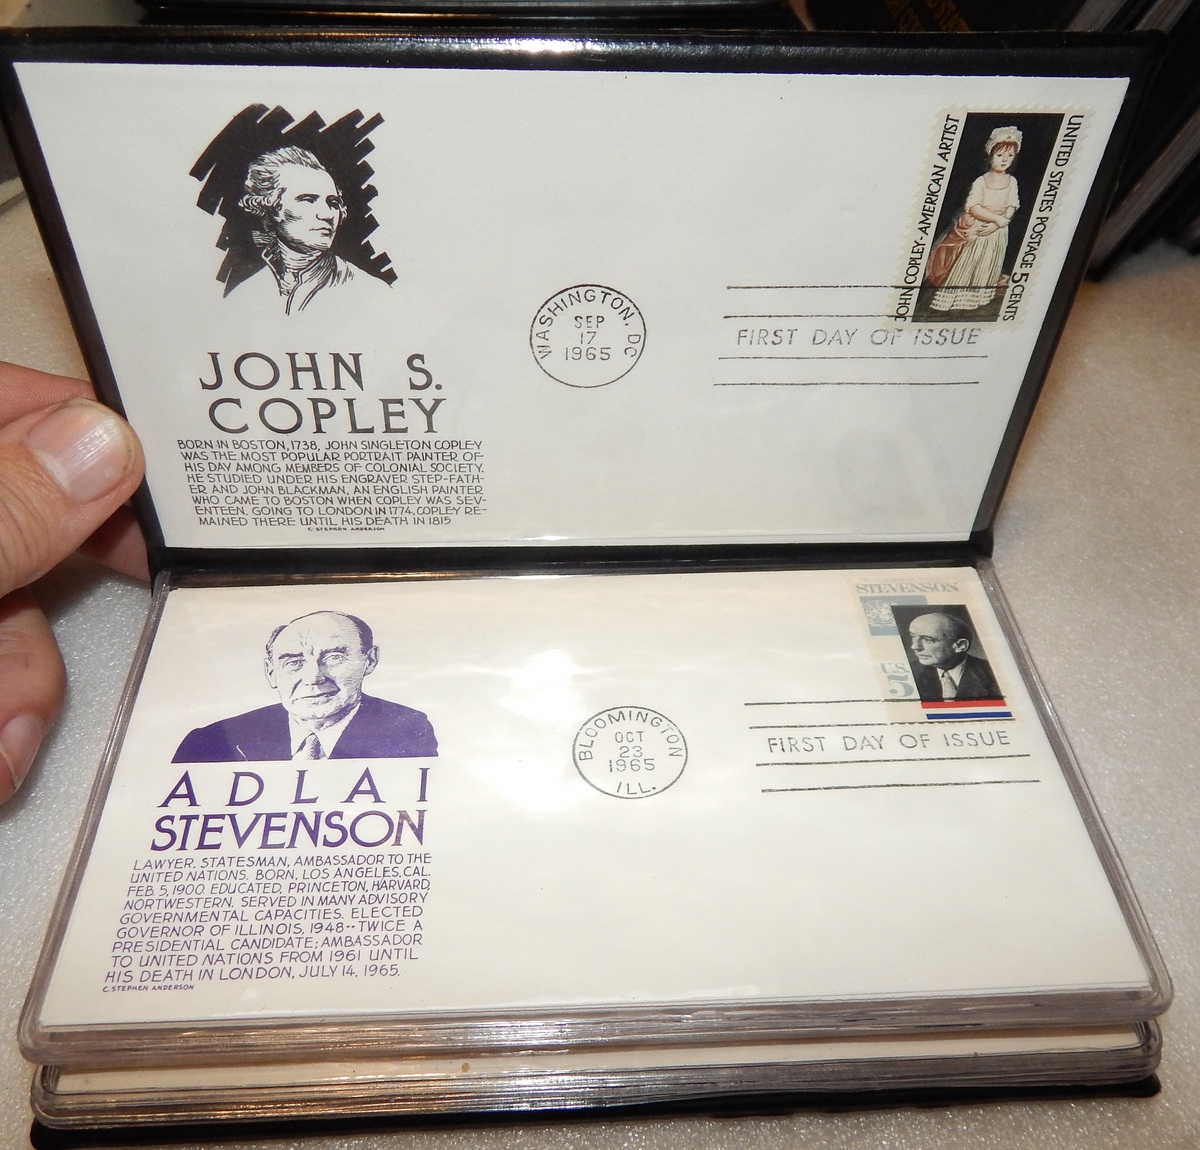 JOHN COPLEY-AMERICAN ARTIST
UNITED STATES POSTAGE 5 CENTS
WASHINGTON, DC
SEP
17
1965
FIRST DAY OF ISSUE
JOHN S.
COPLEY
BORN IN BOSTON, 1738, JOHN SINGLETON COPLEY
WAS THE MOST POPULAR PORTRAIT PAINTER OF
HIS DAY AMONG MEMBERS OF COLONIAL SOCIETY.
HE STUDIED UNDER HIS ENGRAVER STEP-FATH-
ER AND JOHN BLACKMAN, AN ENGLISH PAINTER
WHO CAME TO BOSTON WHEN COPLEY WAS SEV-
ENTEEN. GOING TO LONDON IN 1774, COPLEY RE-
MAINED THERE UNTIL HIS DEATH IN 1815
C. STEPHEN ANDERSON
STEVENSON
U.S.
5
BLOOMINGTON
OCT
23
1965
ILL.
FIRST DAY OF ISSUE
ADLAI
STEVENSON
LAWYER, STATESMAN, AMBASSADOR TO THE
UNITED NATIONS. BORN, LOS ANGELES, CAL.
FEB. 5, 1900. EDUCATED, PRINCETON, HARVARD,
NORTWESTERN. SERVED IN MANY ADVISORY
GOVERNMENTAL CAPACITIES. ELECTED
GOVERNOR OF ILLINOIS, 1948--TWICE A
PRESIDENTIAL CANDIDATE; AMBASSADOR
TO UNITED NATIONS FROM 1961 UNTIL
HIS DEATH IN LONDON, JULY 14, 1965.
C. STEPHEN ANDERSON